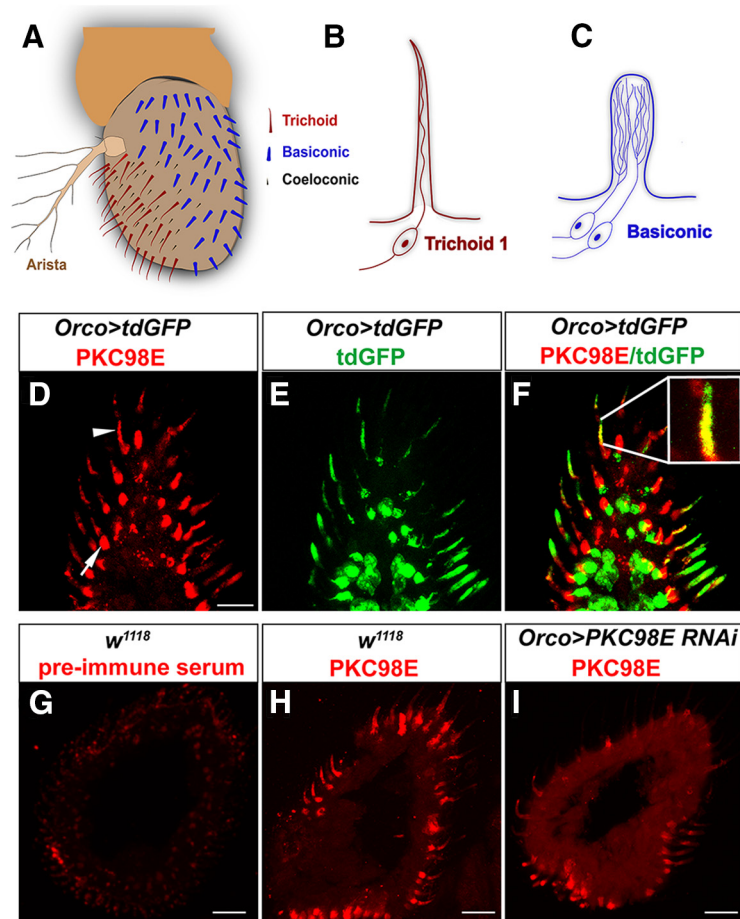 A
B
C
Trichoid
Basiconic
Coeloconic
Arista
Trichoid 1
Basiconic
Orco>tdGFP
PKC98E
Orco>tdGFP
tdGFP
Orco>tdGFP
PKC98E/tdGFP
D
E
F
w1118
pre-immune serum
w1118
PKC98E
Orco>PKC98E RNAi
PKC98E
G
H
I